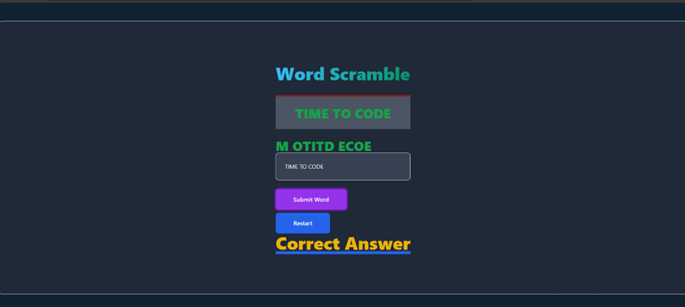 Word Scramble
TIME TO CODE
M OTITD ECOE
TIME TO CODE
Submit Word
Restart
Correct Answer